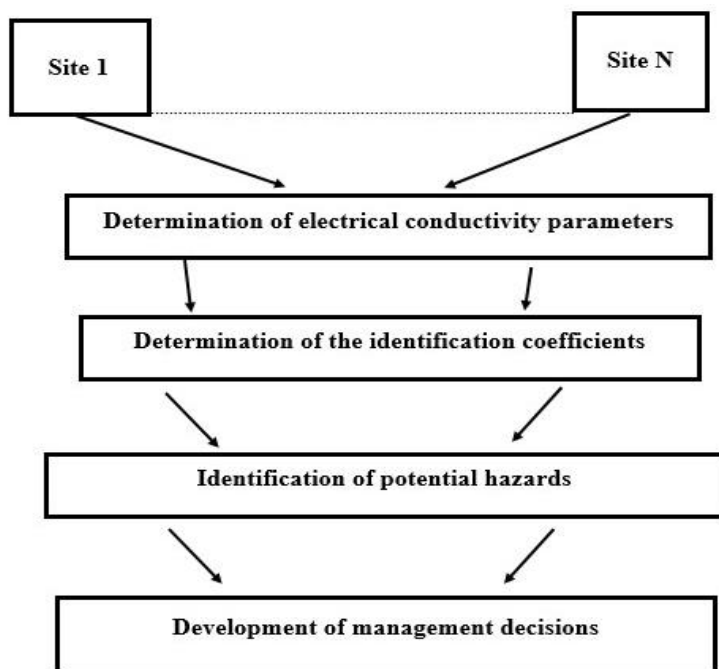 Site 1
Site N
Determination of electrical conductivity parameters
Determination of the identification coefficients
Identification of potential hazards
Development of management decisions